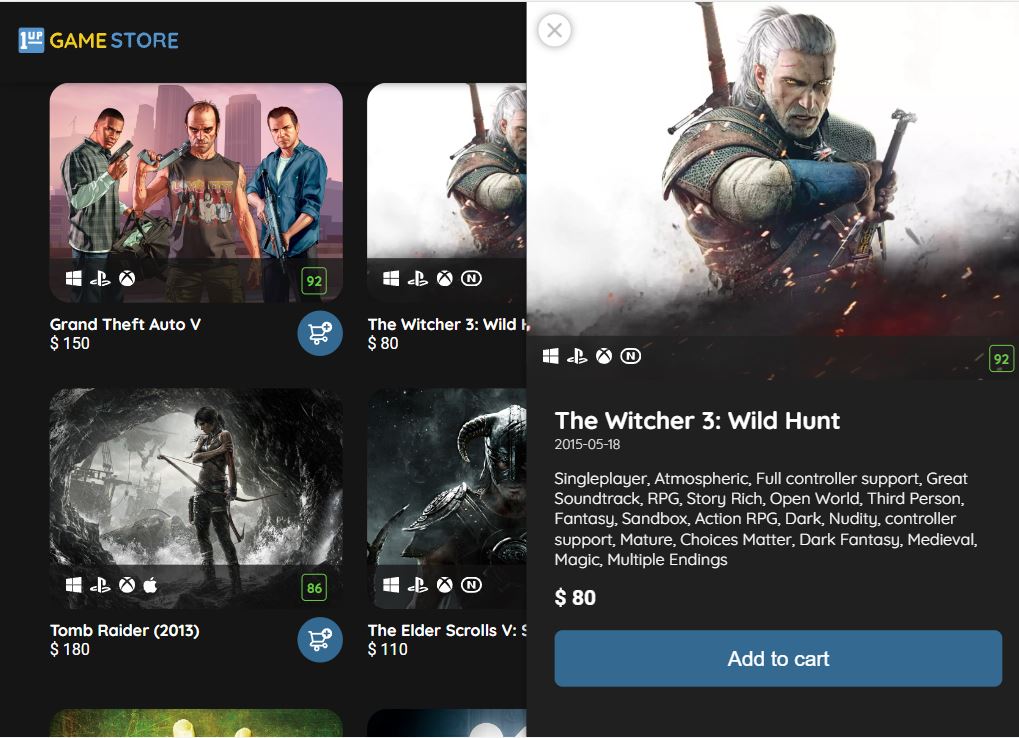 1UP GAME STORE
92
Grand Theft Auto V
$ 150
The Witcher 3: Wild
$ 80
86
Tomb Raider (2013)
$ 180
The Elder Scrolls V:
$ 110
92
The Witcher 3: Wild Hunt
2015-05-18
Singleplayer, Atmospheric, Full controller support, Great
Soundtrack, RPG, Story Rich, Open World, Third Person,
Fantasy, Sandbox, Action RPG, Dark, Nudity, controller
support, Mature, Choices Matter, Dark Fantasy, Medieval,
Magic, Multiple Endings
$ 80
Add to cart